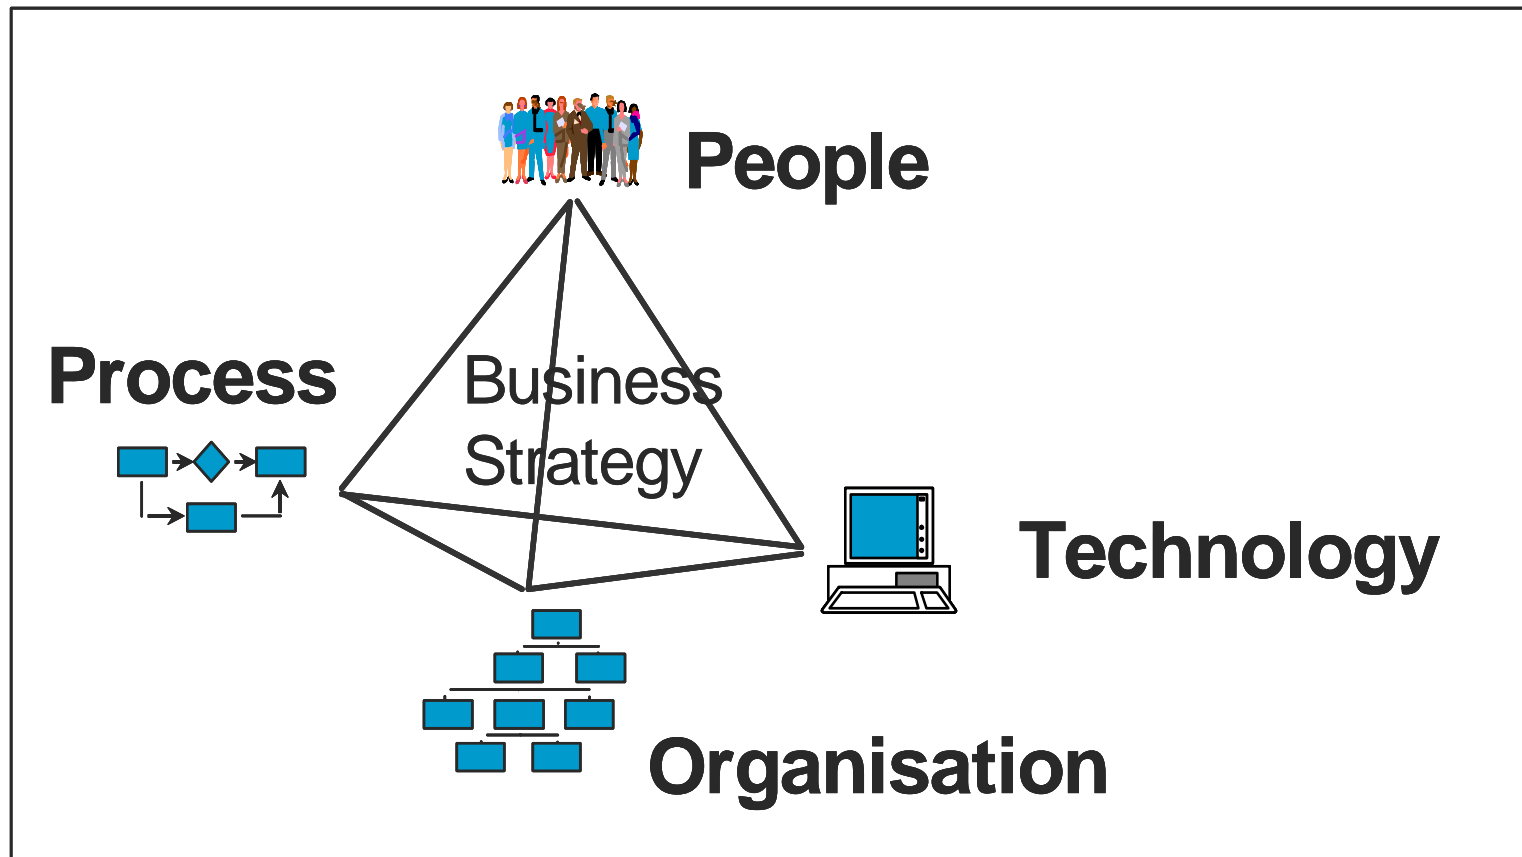 People
Process
Business
Strategy
Technology
Organisation